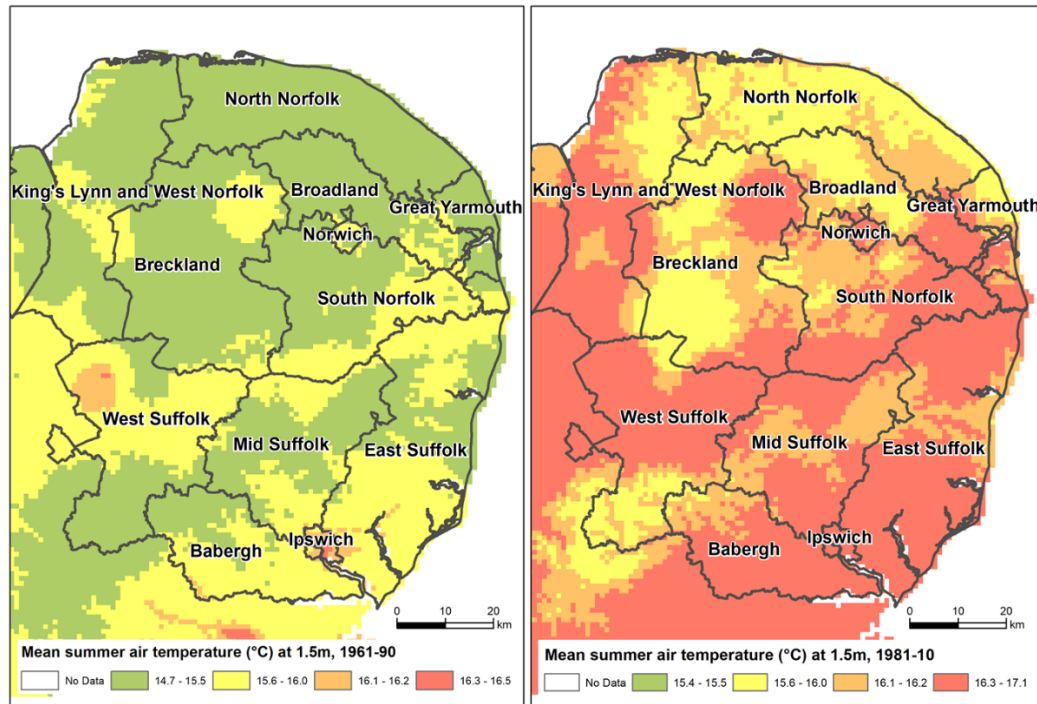 North Norfolk
King's Lynn and West Norfolk
Broadland
Great Yarmouth
Norwich
Breckland
South Norfolk
West Suffolk
Mid Suffolk
East Suffolk
Babergh
Ipswich
0 10 20
km
Mean summer air temperature (°C) at 1.5m, 1961-90
No Data 14.7 - 15.5 15.6 - 16.0 16.1 - 16.2 16.3 - 16.5
North Norfolk
King's Lynn and West Norfolk
Broadland
Great Yarmouth
Norwich
Breckland
South Norfolk
West Suffolk
Mid Suffolk
East Suffolk
Babergh
Ipswich
0 10 20
km
Mean summer air temperature (°C) at 1.5m, 1981-10
No Data 15.4 - 15.5 15.6 - 16.0 16.1 - 16.2 16.3 - 17.1